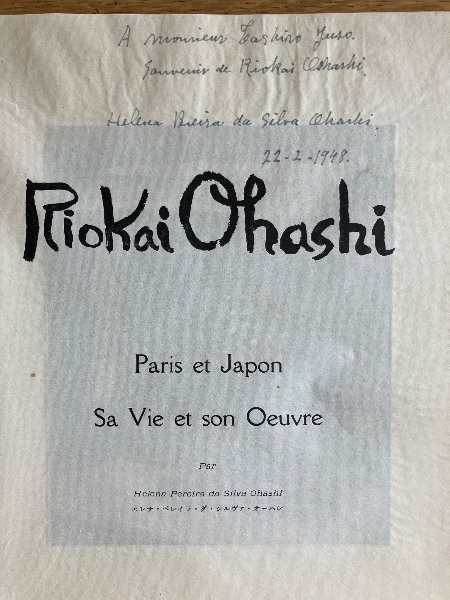 A monsieur Tashiro Yuso.
Souvenir de Riokai Ohashi.
Helena Pereira da Silva Ohashi.
22-2-1948.
Riokai Ohashi
Paris et Japon
Sa Vie et son Oeuvre
Par
Helena Pereira da Silva Ohashi
エレナ・ペレイラ・ダ・シルヴァ・オーハシ